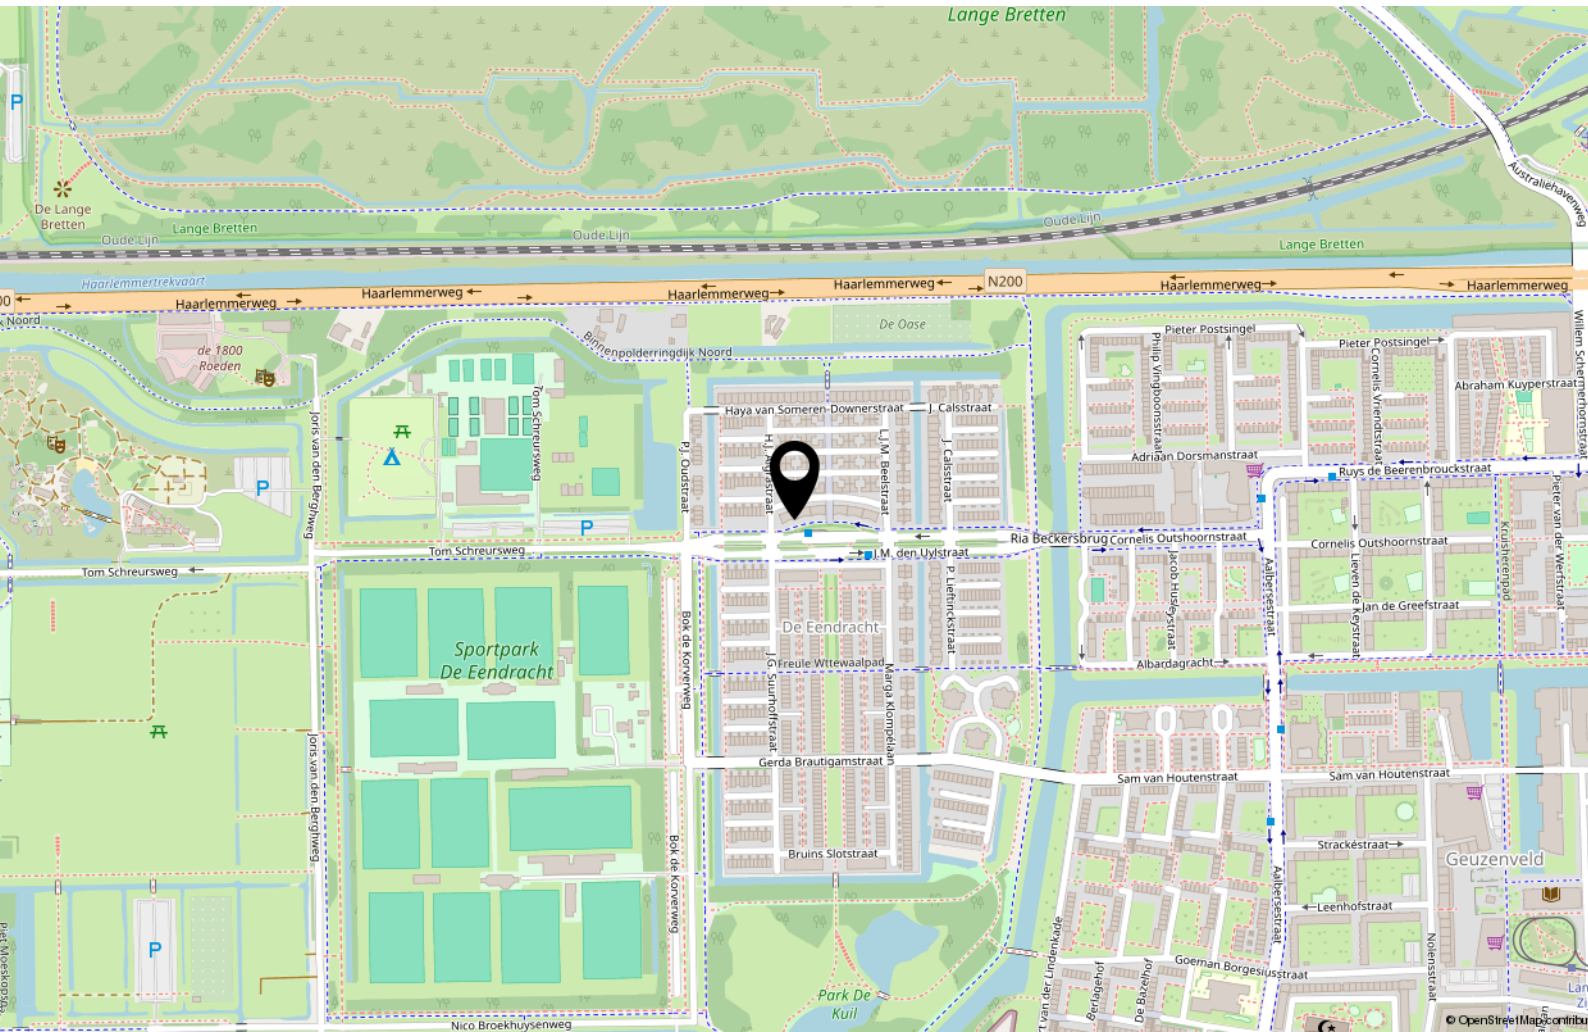 Lange Bretten
P
De Lange
Bretten
Lange Bretten
Oude Lijn
Oude Lijn
Oude Lijn
Lange Bretten
Australiëhavenweg
Haarlemmertrekvaart
N200
Haarlemmerweg
Haarlemmerweg
Haarlemmerweg
Haarlemmerweg
Haarlemmerweg
Haarlemmerweg
Noord
de 1800
Roeden
Binnenpolderringdijk Noord
De Oase
Pieter Postsingel
Pieter Postsingel
Philip Vingboonsstraat
Cornelis Vriendtstraat
Abraham Kuyperstraat
Willem Schermerhornstraat
Joris van den Berghweg
Tom Schreursweg
P.J. Oudstraat
Haya van Someren-Downerstraat
J. Calsstraat
L.J.M. Beelstraat
J. Calsstraat
Adriaan Dorsmanstraat
Ruys de Beerenbrouckstraat
P
P
Pieter van der Werfstraat
Kruisherenpad
Tom Schreursweg
Tom Schreursweg
J.M. den Uylstraat
Ria Beckersbrug
Cornelis Outshoornstraat
Cornelis Outshoornstraat
Aalbersestraat
Lieven de Keystraat
Jacob Husleystraat
Jan de Greefstraat
P. Lieftinckstraat
Bok de Korverweg
De Eendracht
Sportpark
De Eendracht
Freule Wttewaalpad
J.G. Suurhoffstraat
Marga Klompélaan
Albardagracht
Joris van den Berghweg
Gerda Brautigamstraat
Sam van Houtenstraat
Sam van Houtenstraat
Bok de Korverweg
Bruins Slotstraat
Strackéstraat
Geuzenveld
Aalbersestraat
Leenhofstraat
Nolensstraat
P
Goeman Borgesiusstraat
Berlagehof
De Bazelhof
Park De
Kuil
Nico Broekhuysenweg
© OpenStreetMap contribu